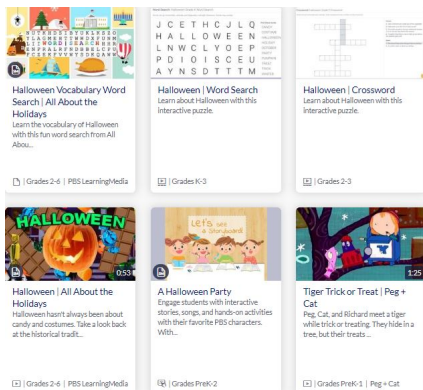 J C E T H C J L Q
H A L L O W E E N
L N W C L Y O E P
P D I O I S C E U
A Y N S D T T T M
Halloween Vocabulary Word
Search | All About the
Holidays
Learn the vocabulary of Halloween
with this fun word search from All
Abou...
Grades 2-6 | PBS LearningMedia
Halloween | Word Search
Learn about Halloween with this
interactive puzzle.
Grades K-3
Halloween | Crossword
Learn about Halloween with this
interactive puzzle.
Grades 2-3
HALLOWEEN
0:53
Halloween | All About the
Holidays
Halloween hasn't always been about
candy and costumes. Take a look back
at the historical tradit...
Grades 2-6 | PBS LearningMedia
Let's see
a Storyboard!
A Halloween Party
Engage students with interactive
stories, songs, and hands-on activities
with their favorite PBS characters.
With...
Grades PreK-2
1:25
Tiger Trick or Treat | Peg +
Cat
Peg, Cat, and Richard meet a tiger
while trick or treating. They hide in a
tree, but their treats ...
Grades PreK-1 | Peg + Cat